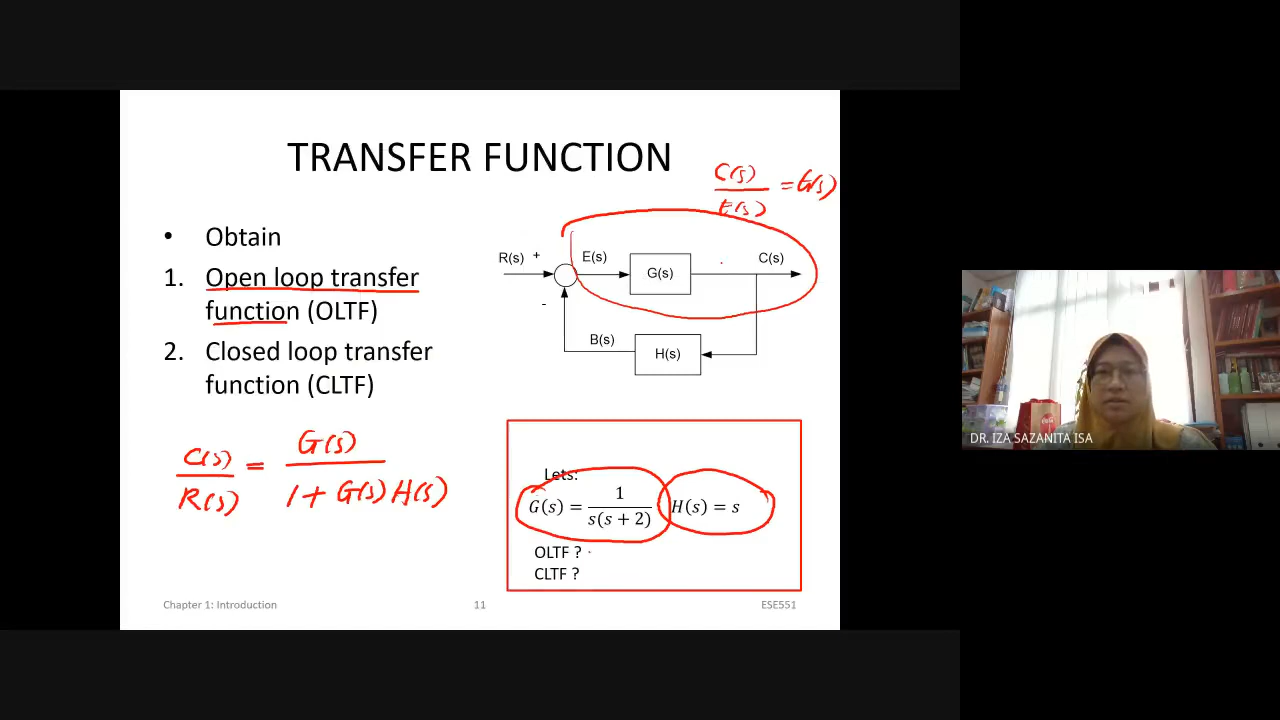 TRANSFER FUNCTION
C(s)
E(s)
= G(s)
• Obtain
1. Open loop transfer
function (OLTF)
2. Closed loop transfer
function (CLTF)
R(s)
+
E(s)
G(s)
C(s)
-
B(s)
H(s)
C(s)
R(s)
=
G(s)
1 + G(s) H(s)
Lets:
G(s) = 1
s(s + 2)
H(s) = s
OLTF ?
CLTF ?
Chapter 1: Introduction
11
ESE551
DR. IZA SAZANITA ISA